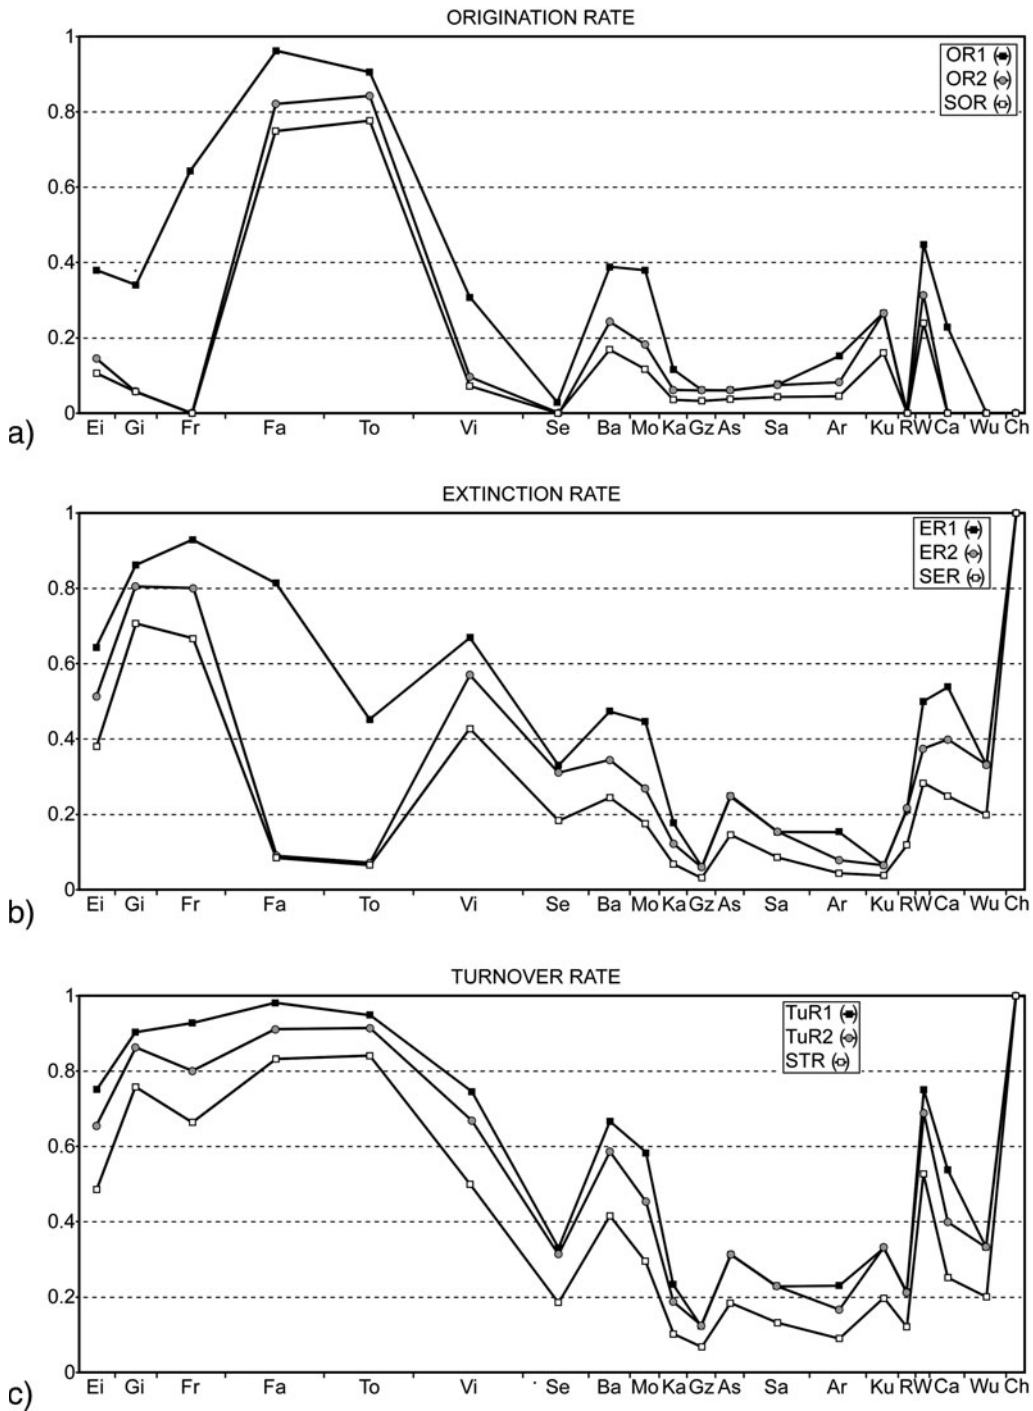 ORIGINATION RATE
1
OR1 (-■-)
OR2 (-●-)
SOR (-□-)
0.8
0.6
0.4
0.2
0
Ei Gi Fr Fa To Vi Se Ba Mo Ka Gz As Sa Ar Ku R W Ca Wu Ch
a)
EXTINCTION RATE
1
ER1 (-■-)
ER2 (-●-)
SER (-□-)
0.8
0.6
0.4
0.2
0
Ei Gi Fr Fa To Vi Se Ba Mo Ka Gz As Sa Ar Ku R W Ca Wu Ch
b)
TURNOVER RATE
1
TuR1 (-■-)
TuR2 (-●-)
STR (-□-)
0.8
0.6
0.4
0.2
0
Ei Gi Fr Fa To Vi Se Ba Mo Ka Gz As Sa Ar Ku R W Ca Wu Ch
c)